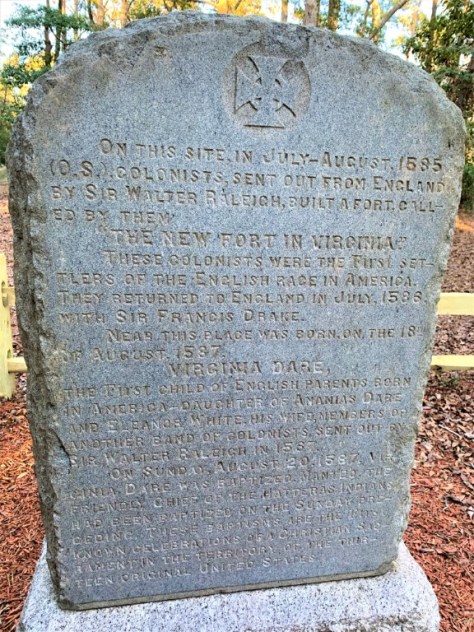 ON THIS SITE, IN JULY–AUGUST, 1585
(O.S.), COLONISTS, SENT OUT FROM ENGLAND
BY SIR WALTER RALEIGH, BUILT A FORT, CALL-
ED BY THEM
"THE NEW FORT IN VIRGINIA."
THESE COLONISTS WERE THE FIRST SET-
TLERS OF THE ENGLISH RACE IN AMERICA.
THEY RETURNED TO ENGLAND IN JULY, 1586,
WITH SIR FRANCIS DRAKE.
NEAR THIS PLACE WAS BORN, ON THE 18TH
OF AUGUST, 1587,
VIRGINIA DARE,
THE FIRST CHILD OF ENGLISH PARENTS BORN
IN AMERICA–DAUGHTER OF ANANIAS DARE
AND ELEANOR WHITE, HIS WIFE, MEMBERS OF
ANOTHER BAND OF COLONISTS, SENT OUT BY
SIR WALTER RALEIGH IN 1587.
ON SUNDAY, AUGUST 20, 1587, VIR-
GINIA DARE WAS BAPTIZED. MANTEO, THE
FRIENDLY CHIEF OF THE HATTERAS INDIANS,
HAD BEEN BAPTIZED ON THE SUNDAY PRE-
CEDING. THESE BAPTISMS ARE THE FIRST
KNOWN CELEBRATIONS OF A CHRISTIAN SAC-
RAMENT IN THE TERRITORY OF THE THIR-
TEEN ORIGINAL UNITED STATES.